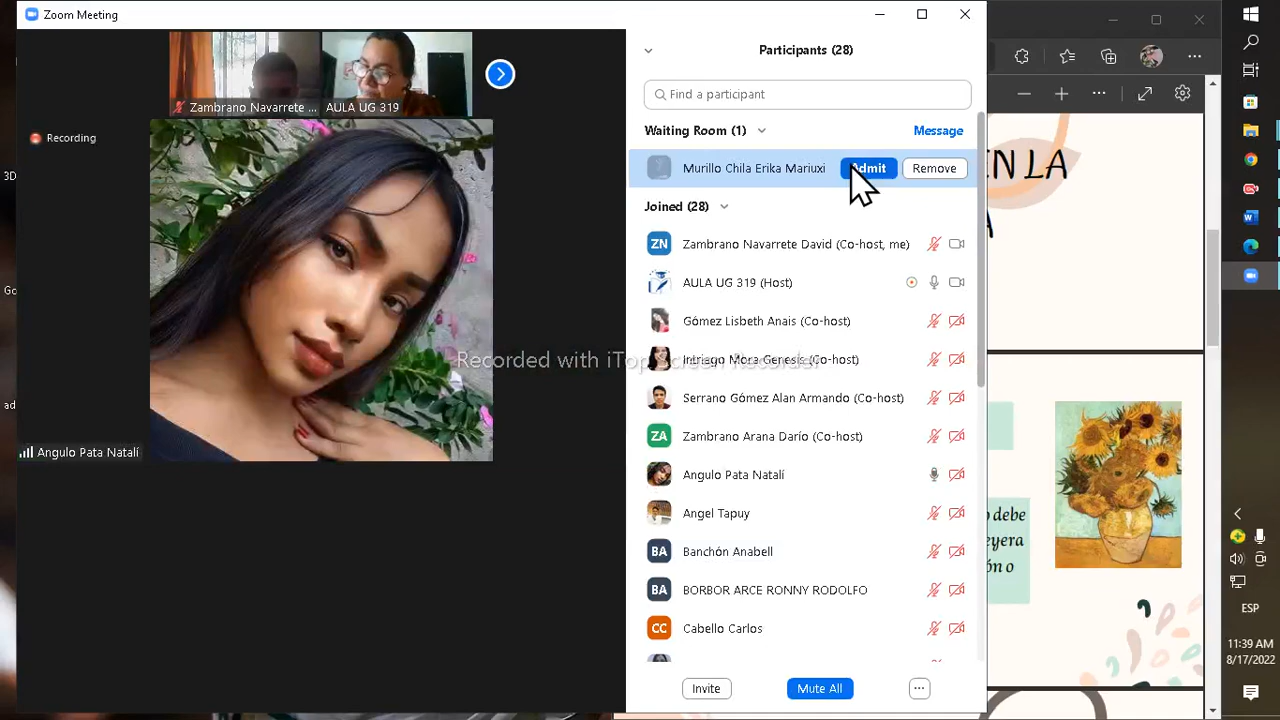 Zoom Meeting
Zambrano Navarrete ...
AULA UG 319
Recording
Angulo Pata Natalí
Participants (28)
Find a participant
Waiting Room (1)
Message
Murillo Chila Erika Mariuxi
Admit
Remove
Joined (28)
ZN
Zambrano Navarrete David (Co-host, me)
AULA UG 319 (Host)
Gómez Lisbeth Anais (Co-host)
Mora Genesis (Co-host)
Serrano Gómez Alan Armando (Co-host)
ZA
Zambrano Arana Darío (Co-host)
Angulo Pata Natalí
Angel Tapuy
BA
Banchón Anabell
BA
BORBOR ARCE RONNY RODOLFO
CC
Cabello Carlos
Invite
Mute All
Recorded with iTop Screen Recorder
EN LA
A
debe
ón o
ESP
11:39 AM
8/17/2022